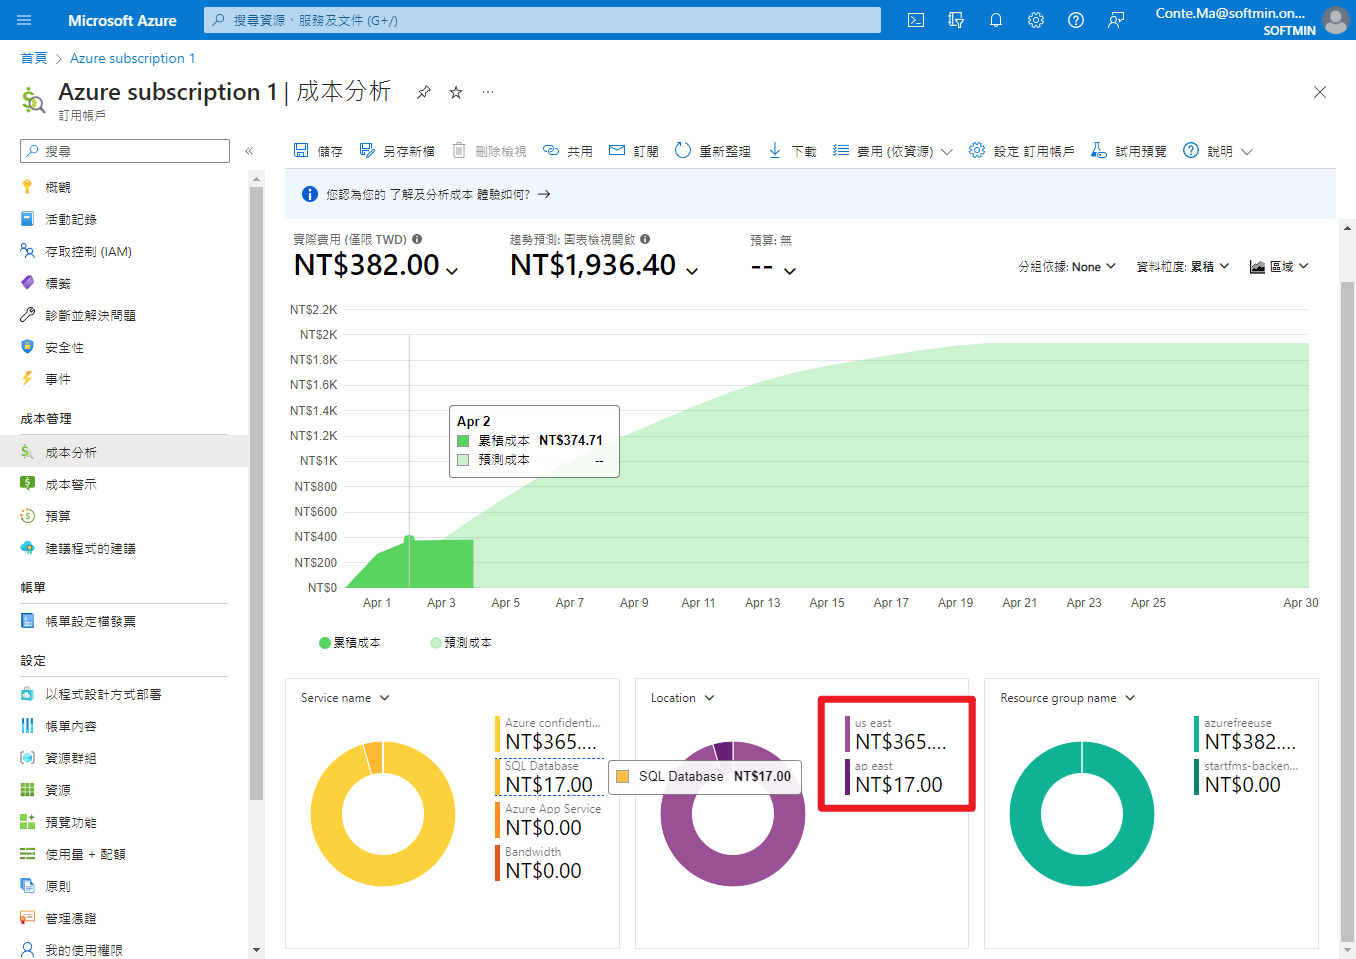 Microsoft Azure
搜尋資源、服務及文件 (G+/)
Conte.Ma@softmin.on...
SOFTMIN
首頁 > Azure subscription 1
Azure subscription 1 | 成本分析 ...
訂用帳戶
搜尋
«
概觀
活動記錄
存取控制 (IAM)
標籤
診斷並解決問題
安全性
事件
成本管理
成本分析
成本警示
預算
建議程式的建議
帳單
帳單設定檔發票
設定
以程式設計方式部署
帳單內容
資源群組
資源
預覽功能
使用量 + 配額
原則
管理憑證
我的使用權限
儲存 另存新檔 刪除檢視 共用 訂閱 重新整理 下載 費用 (依資源) 設定 訂用帳戶 試用預覽 說明
您認為您的 了解及分析成本 體驗如何? →
實際費用 (僅限 TWD)
NT$382.00
趨勢預測: 圖表檢視開啟
NT$1,936.40
預算: 無
--
分組依據: None 資料粒度: 累積 區域
NT$2.2K
NT$2K
NT$1.8K
NT$1.6K
NT$1.4K
NT$1.2K
NT$1K
NT$800
NT$600
NT$400
NT$200
NT$0
Apr 2
累積成本 NT$374.71
預測成本 --
Apr 1 Apr 3 Apr 5 Apr 7 Apr 9 Apr 11 Apr 13 Apr 15 Apr 17 Apr 19 Apr 21 Apr 23 Apr 25 Apr 30
累積成本 預測成本
Service name
Azure confidenti...
NT$365....
SQL Database
NT$17.00
Azure App Service
NT$0.00
Bandwidth
NT$0.00
SQL Database NT$17.00
Location
us east
NT$365....
ap east
NT$17.00
Resource group name
azurefreeuse
NT$382....
startfms-backen...
NT$0.00